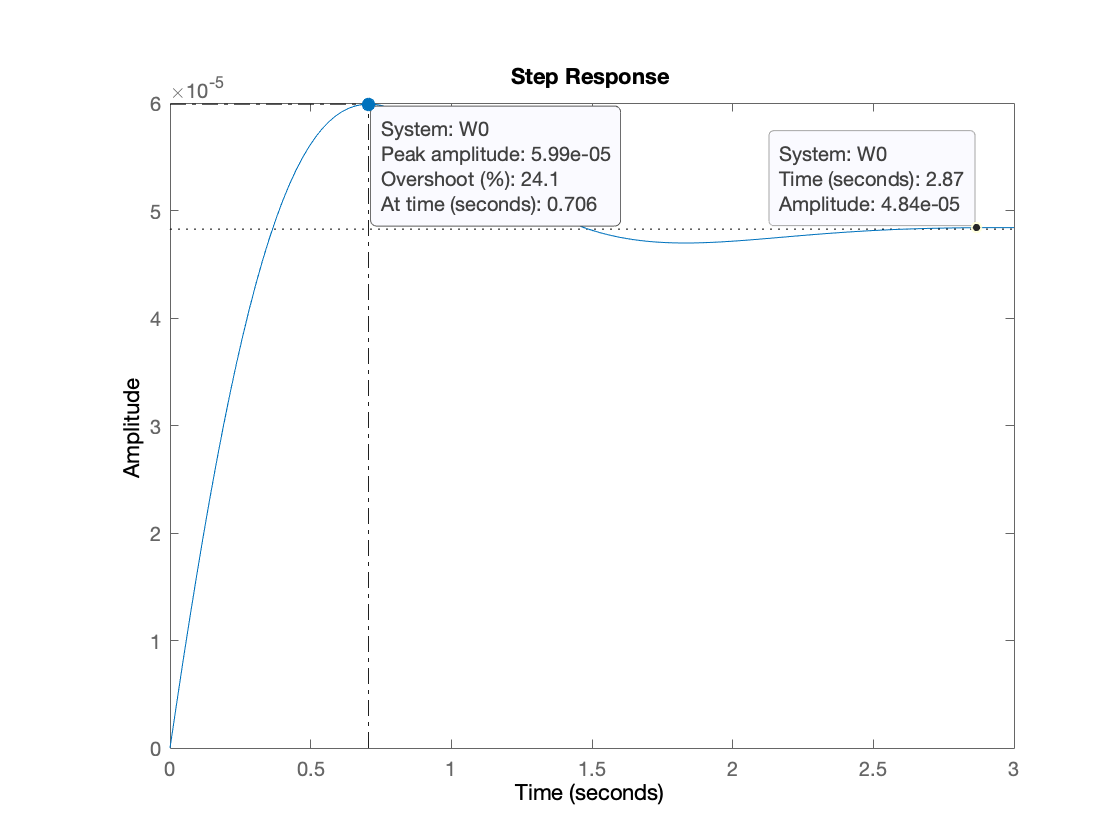 Step Response
×10⁻⁵
6
5
4
3
2
1
0
System: W0
Peak amplitude: 5.99e-05
Overshoot (%): 24.1
At time (seconds): 0.706
System: W0
Time (seconds): 2.87
Amplitude: 4.84e-05
Amplitude
0 0.5 1 1.5 2 2.5 3
Time (seconds)